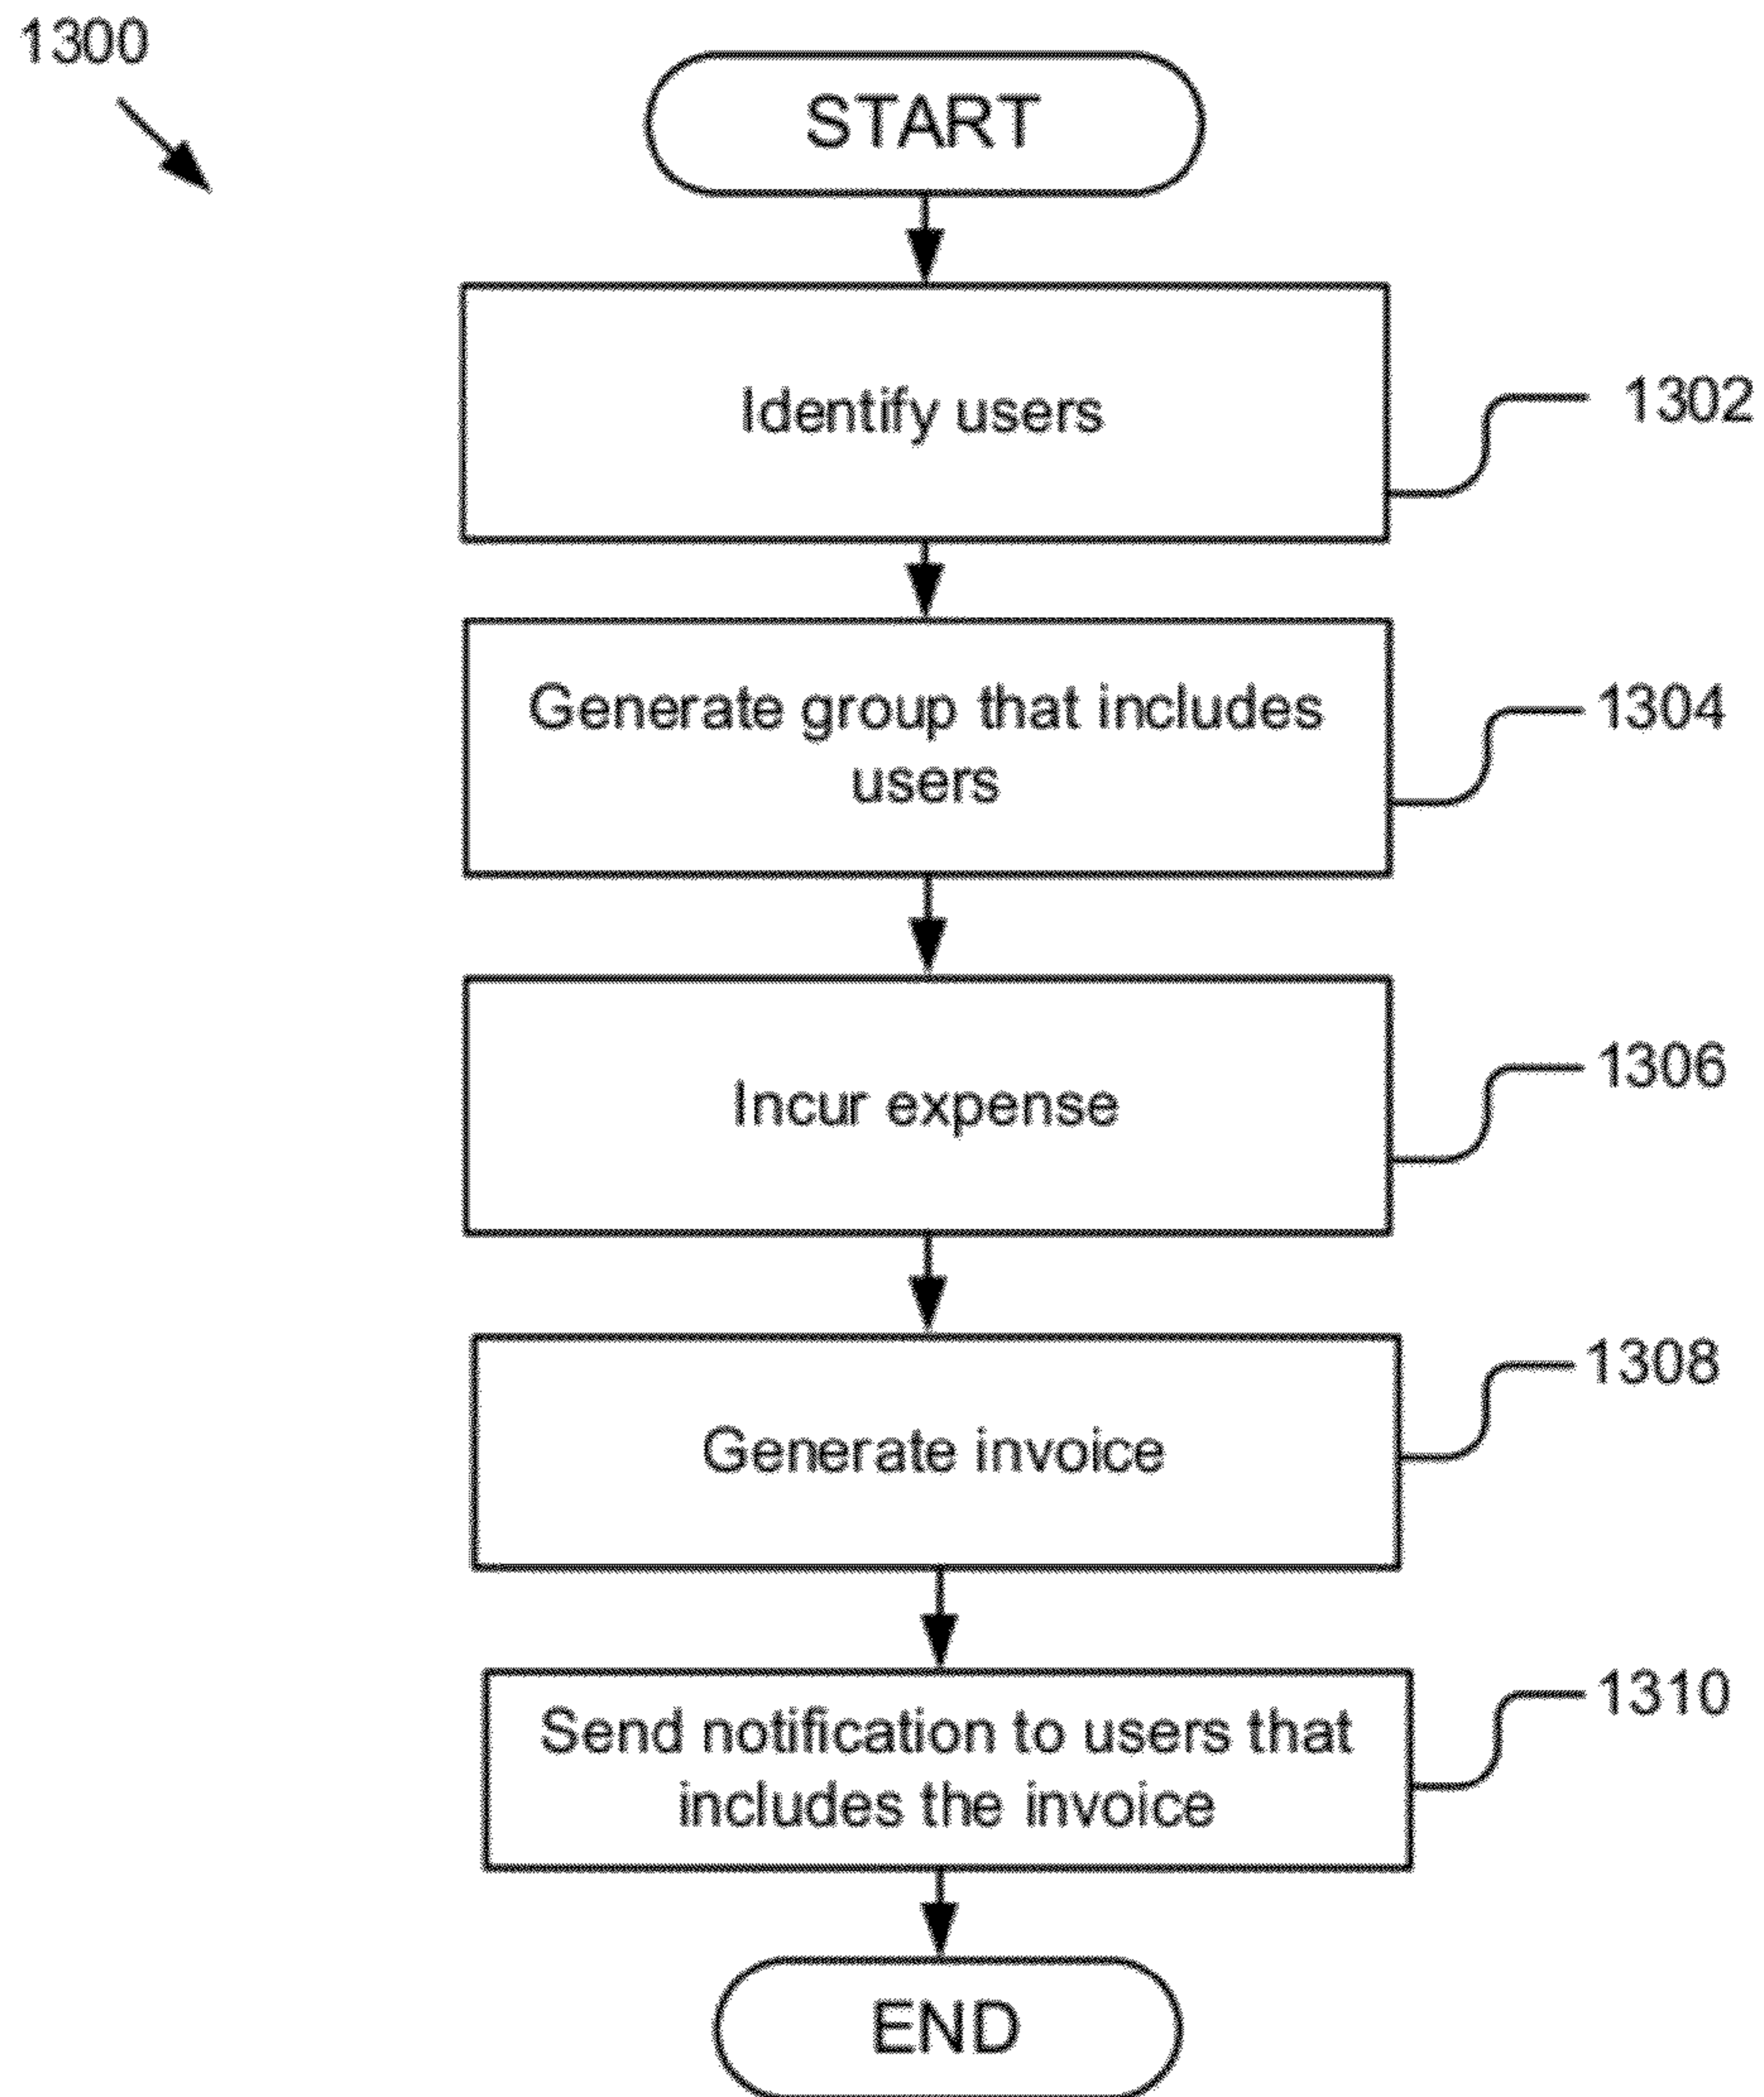 1300
START
Identify users
1302
Generate group that includes
users
1304
Incur expense
1306
Generate invoice
1308
Send notification to users that
includes the invoice
1310
END